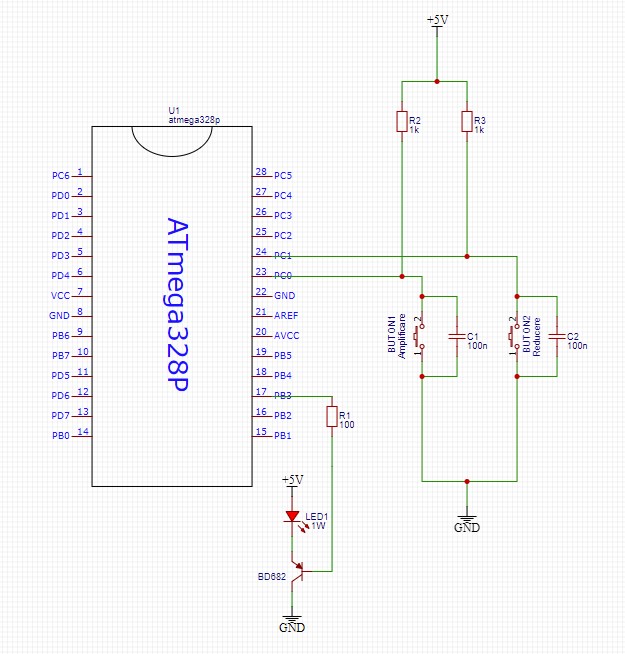 +5V
R2
1k
R3
1k
U1
atmega328p
PC6 1
PD0 2
PD1 3
PD2 4
PD3 5
PD4 6
VCC 7
GND 8
PB6 9
PB7 10
PD5 11
PD6 12
PD7 13
PB0 14
ATmega328P
28 PC5
27 PC4
26 PC3
25 PC2
24 PC1
23 PC0
22 GND
21 AREF
20 AVCC
19 PB5
18 PB4
17 PB3
16 PB2
15 PB1
BUTON1
Amplificare
1 2
C1
100n
BUTON2
Reducere
1 2
C2
100n
R1
100
+5V
LED1
1W
BD682
GND
GND